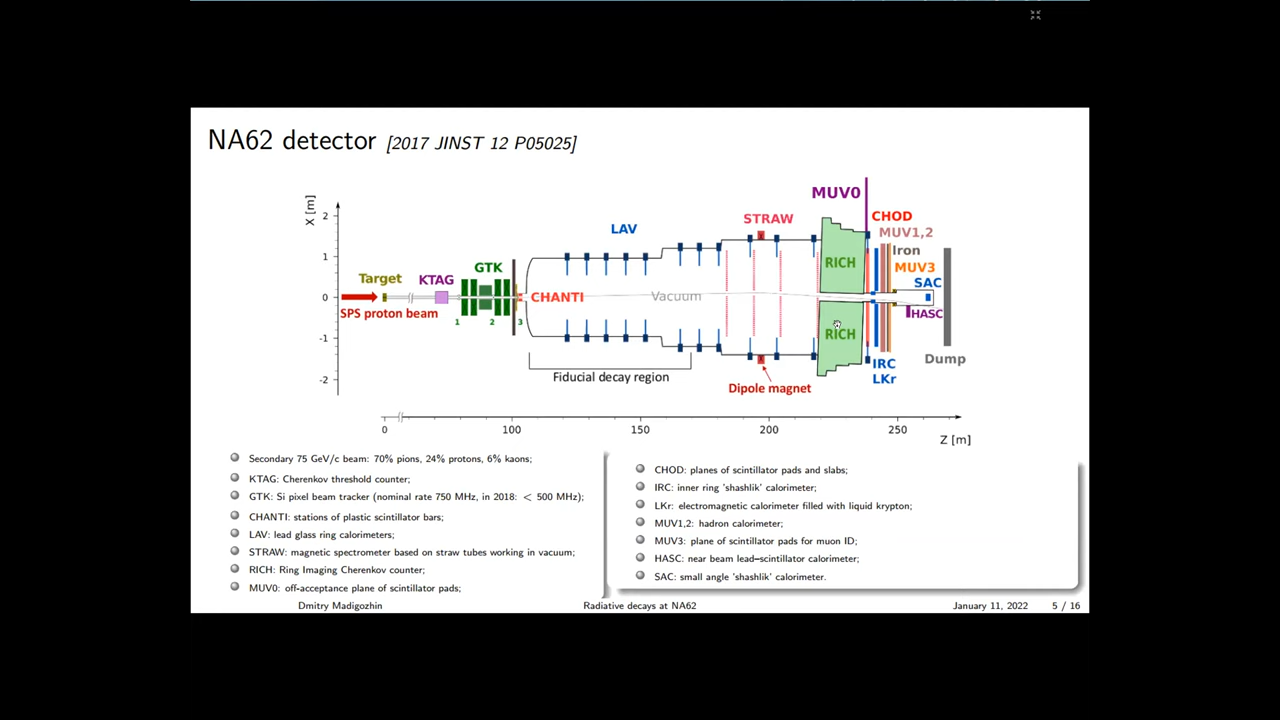 NA62 detector [2017 JINST 12 P05025]
X [m]
2
1
0
-1
-2
Target
SPS proton beam
KTAG
GTK
1
2
3
CHANTI
LAV
Vacuum
Fiducial decay region
STRAW
Dipole magnet
MUV0
RICH
RICH
CHOD
MUV1,2
Iron
MUV3
SAC
HASC
IRC
LKr
Dump
0
100
150
200
250
Z [m]
Secondary 75 GeV/c beam: 70% pions, 24% protons, 6% kaons;
KTAG: Cherenkov threshold counter;
GTK: Si pixel beam tracker (nominal rate 750 MHz, in 2018: < 500 MHz);
CHANTI: stations of plastic scintillator bars;
LAV: lead glass ring calorimeters;
STRAW: magnetic spectrometer based on straw tubes working in vacuum;
RICH: Ring Imaging Cherenkov counter;
MUV0: off-acceptance plane of scintillator pads;
CHOD: planes of scintillator pads and slabs;
IRC: inner ring 'shashlik' calorimeter;
LKr: electromagnetic calorimeter filled with liquid krypton;
MUV1,2: hadron calorimeter;
MUV3: plane of scintillator pads for muon ID;
HASC: near beam lead–scintillator calorimeter;
SAC: small angle 'shashlik' calorimeter.
Dmitry Madigozhin
Radiative decays at NA62
January 11, 2022
5 / 16